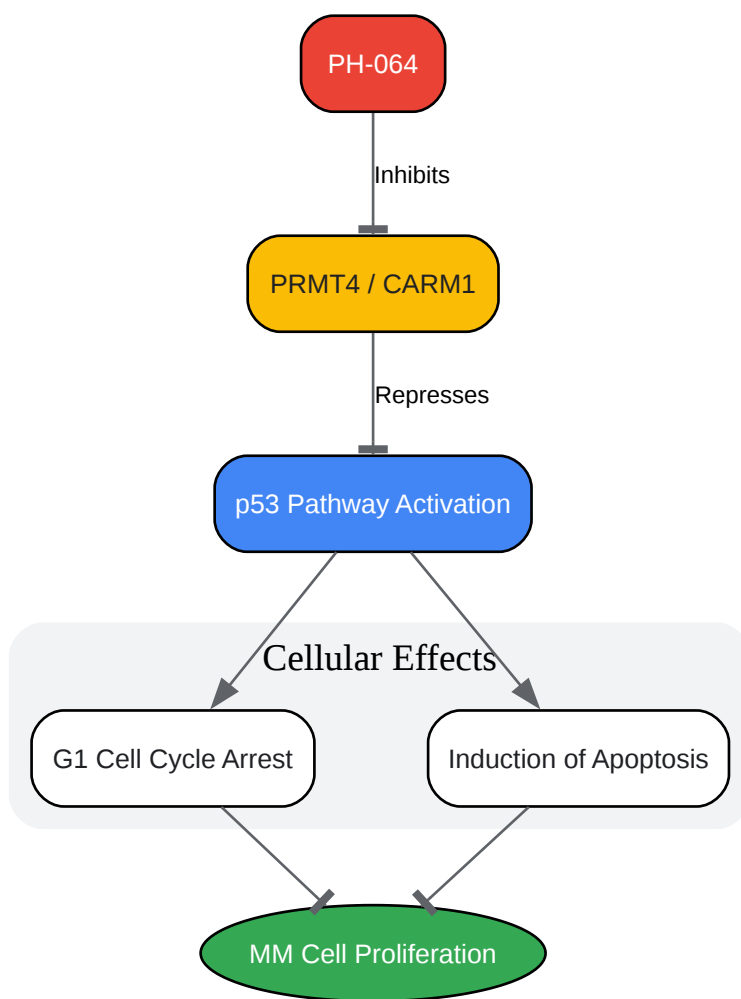 PH-064
Inhibits
PRMT4 / CARM1
Represses
p53 Pathway Activation
Cellular Effects
G1 Cell Cycle Arrest
Induction of Apoptosis
MM Cell Proliferation